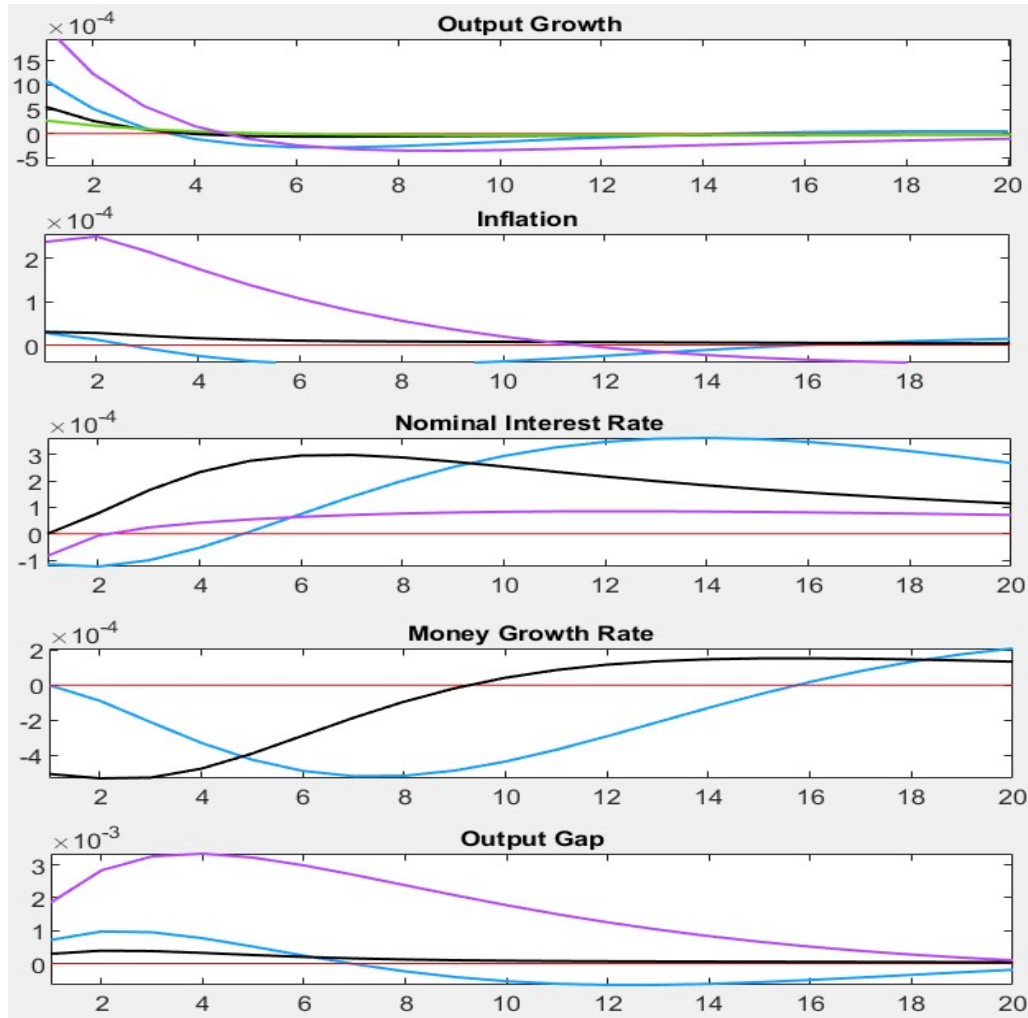 ×10⁻⁴ Output Growth
15
10
5
0
-5
2 4 6 8 10 12 14 16 18 20
×10⁻⁴ Inflation
2
1
0
2 4 6 8 10 12 14 16 18
×10⁻⁴ Nominal Interest Rate
3
2
1
0
-1
2 4 6 8 10 12 14 16 18 20
×10⁻⁴ Money Growth Rate
2
0
-2
-4
2 4 6 8 10 12 14 16 18 20
×10⁻³ Output Gap
3
2
1
0
2 4 6 8 10 12 14 16 18 20